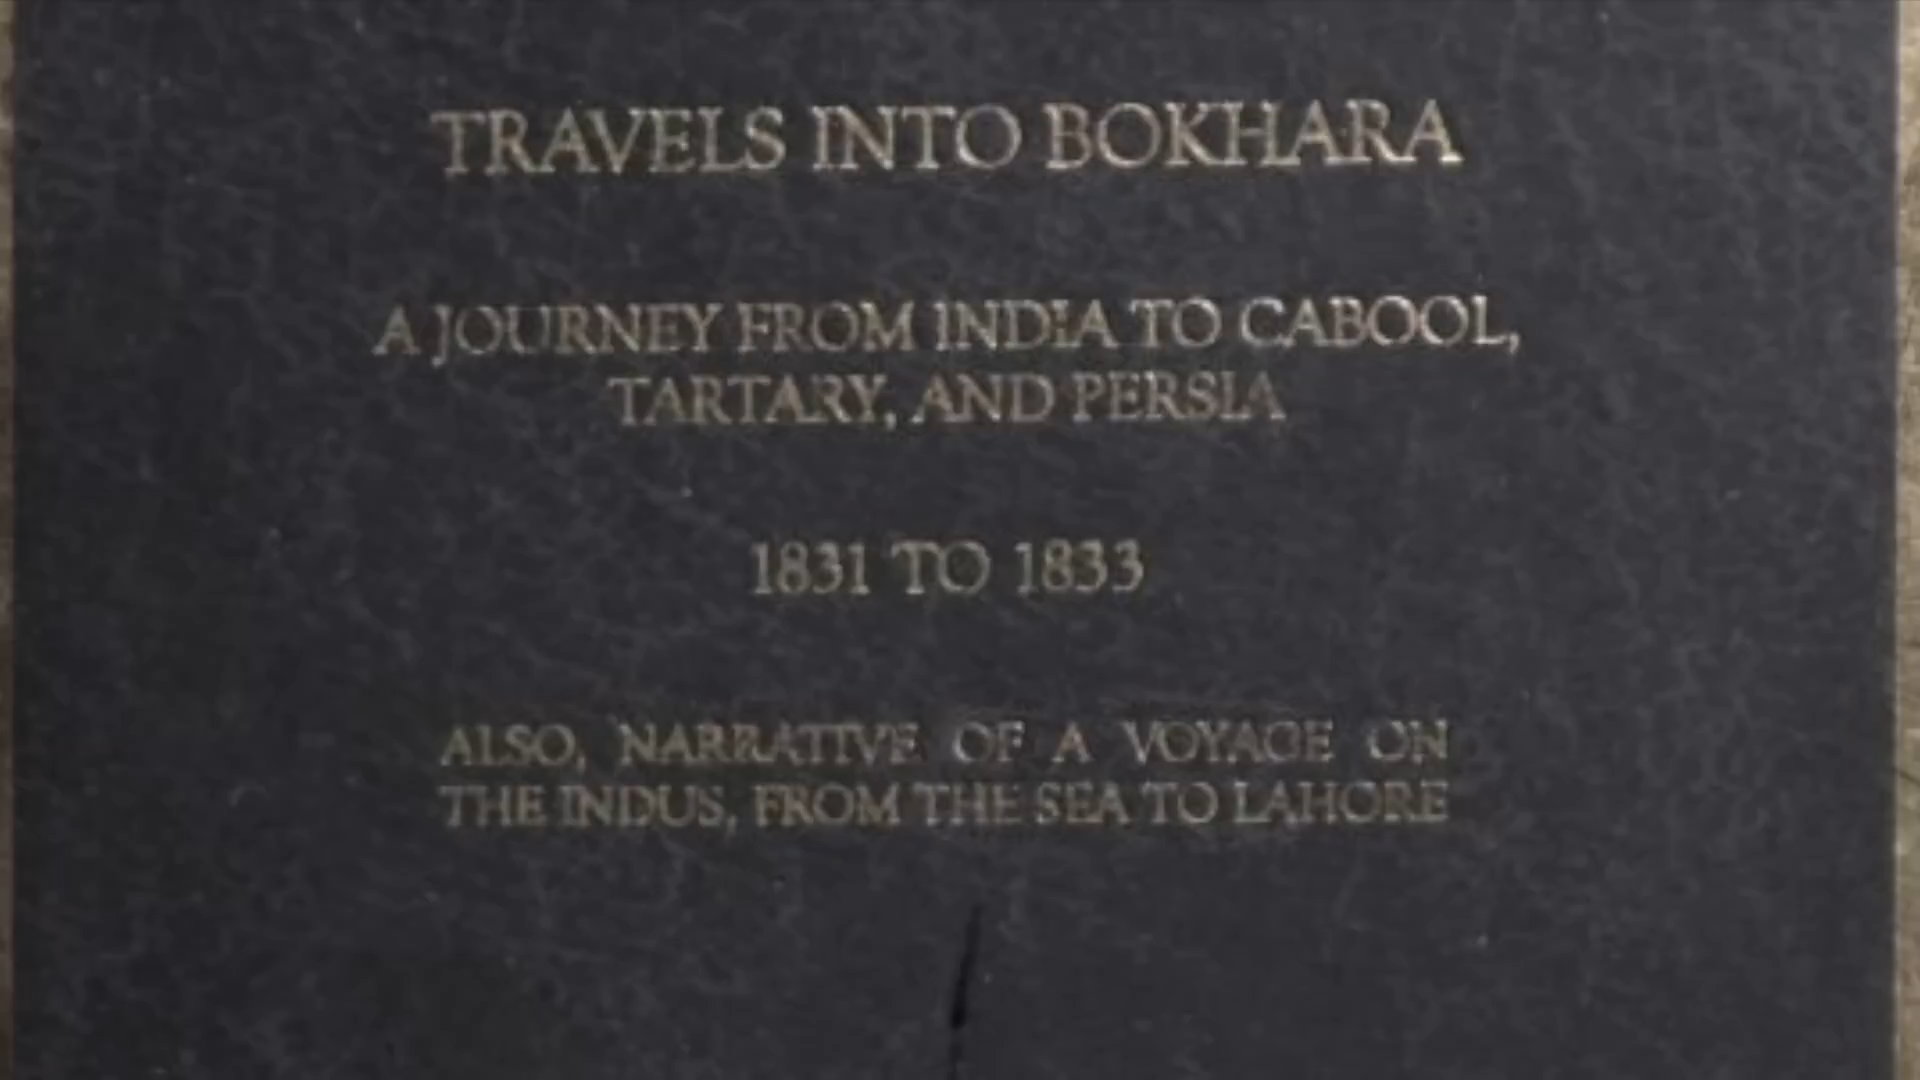 TRAVELS INTO BOKHARA
A JOURNEY FROM INDIA TO CABOOL,
TARTARY, AND PERSIA
1831 TO 1833
ALSO, NARRATIVE OF A VOYAGE ON
THE INDUS, FROM THE SEA TO LAHORE